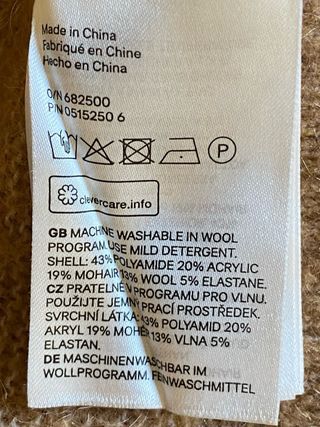 Made in China
Fabriqué en Chine
Hecho en China
O/N 682500
P/N 0515250 6
P
clevercare.info
GB MACHINE WASHABLE IN WOOL
PROGRAM. USE MILD DETERGENT.
SHELL: 43% POLYAMIDE 20% ACRYLIC
19% MOHAIR 13% WOOL 5% ELASTANE.
CZ PRATELNÉ V PROGRAMU PRO VLNU.
POUŽIJTE JEMNÝ PRACÍ PROSTŘEDEK.
SVRCHNÍ LÁTKA: 43% POLYAMID 20%
AKRYL 19% MOHÉR 13% VLNA 5%
ELASTAN.
DE MASCHINENWASCHBAR IM
WOLLPROGRAMM. FEINWASCHMITTEL